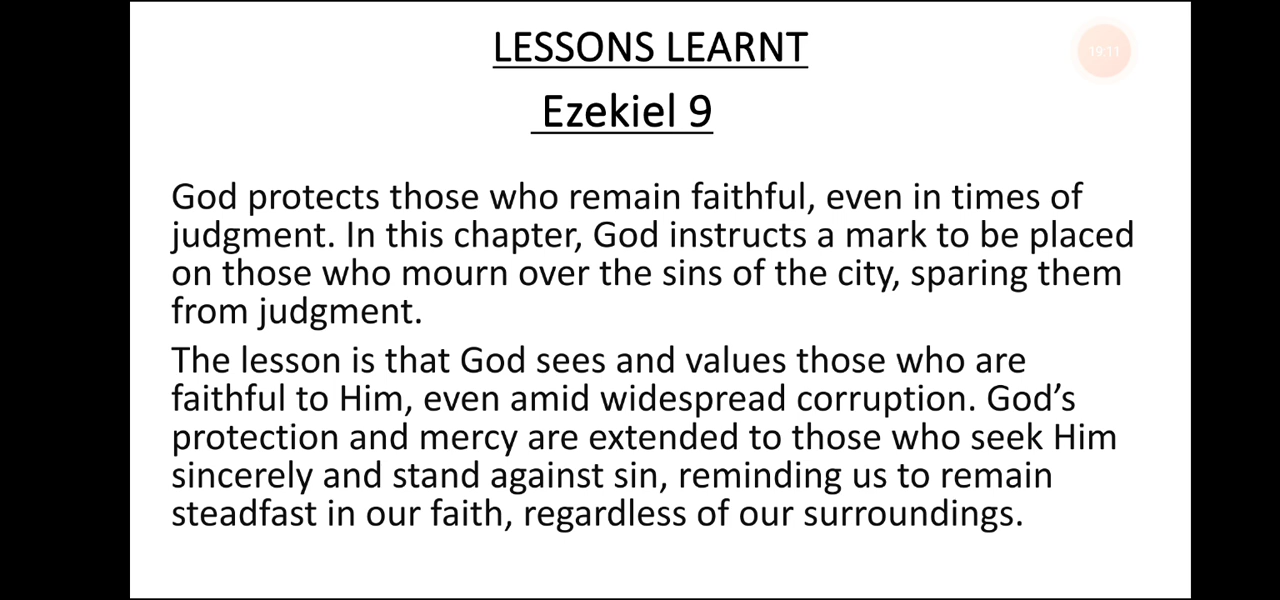 LESSONS LEARNT
19:11
Ezekiel 9
God protects those who remain faithful, even in times of
judgment. In this chapter, God instructs a mark to be placed
on those who mourn over the sins of the city, sparing them
from judgment.
The lesson is that God sees and values those who are
faithful to Him, even amid widespread corruption. God’s
protection and mercy are extended to those who seek Him
sincerely and stand against sin, reminding us to remain
steadfast in our faith, regardless of our surroundings.